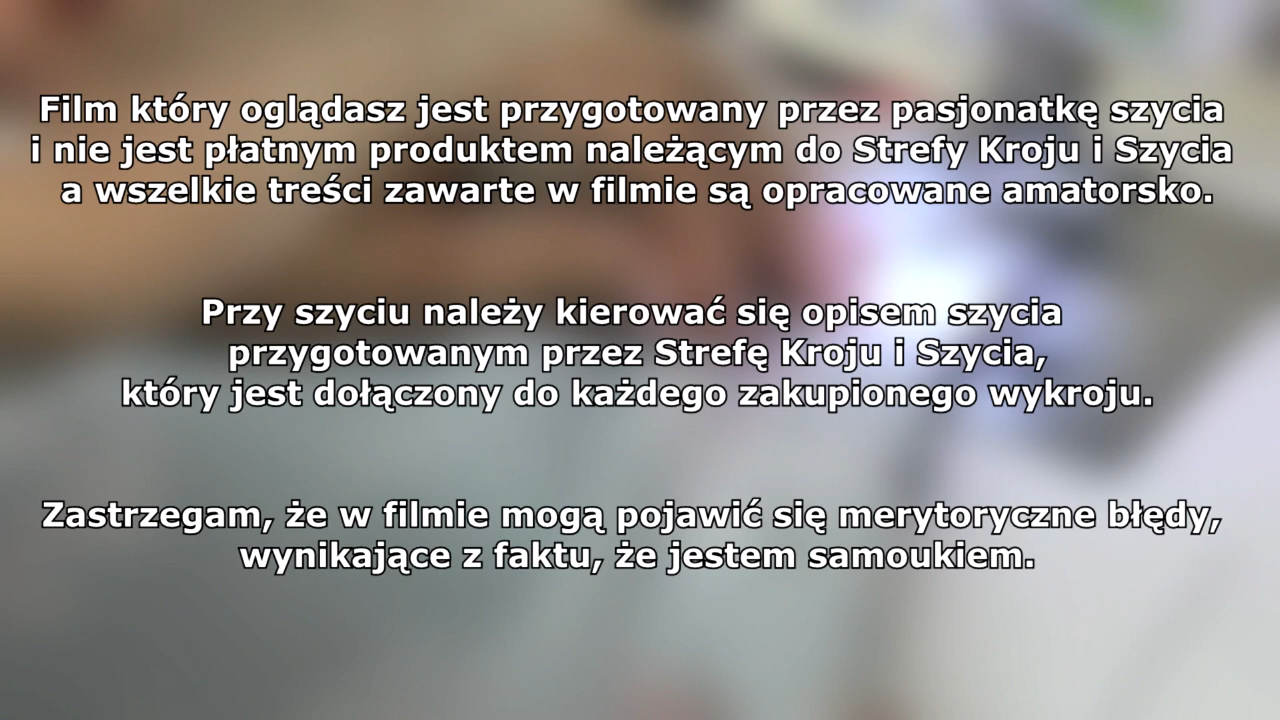 Film który oglądasz jest przygotowany przez pasjonatkę szycia
i nie jest płatnym produktem należącym do Strefy Kroju i Szycia
a wszelkie treści zawarte w filmie są opracowane amatorsko.
Przy szyciu należy kierować się opisem szycia
przygotowanym przez Strefę Kroju i Szycia,
który jest dołączony do każdego zakupionego wykroju.
Zastrzegam, że w filmie mogą pojawić się merytoryczne błędy,
wynikające z faktu, że jestem samoukiem.